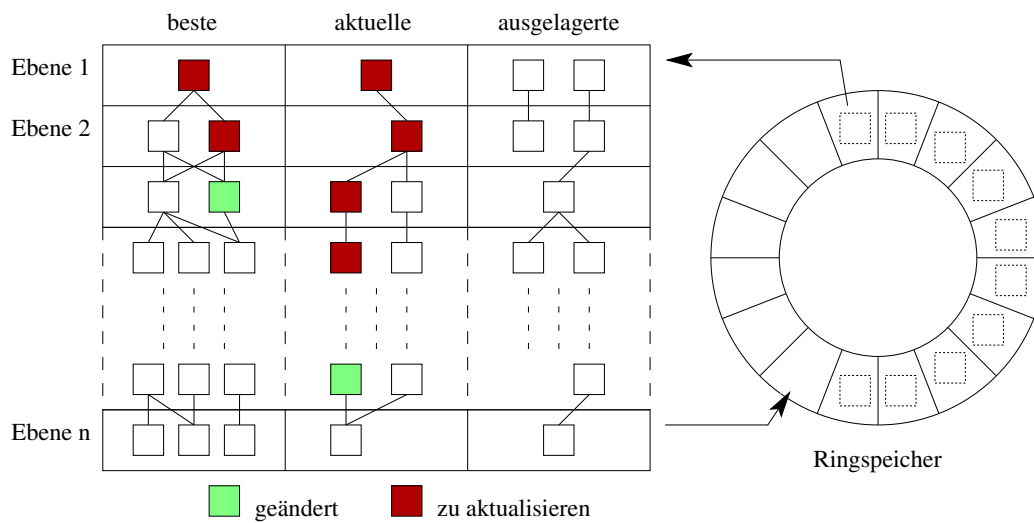 beste aktuelle ausgelagerte
Ebene 1
Ebene 2
Ebene n
Ringspeicher
geändert zu aktualisieren